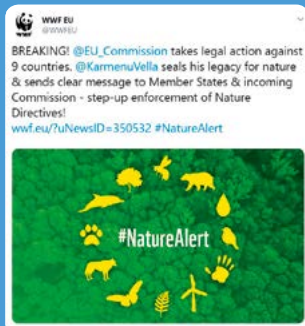 WWF EU
@WWFEU
BREAKING! @EU_Commission takes legal action against
9 countries. @KarmenuVella seals his legacy for nature
& sends clear message to Member States & incoming
Commission - step-up enforcement of Nature
Directives!
wwf.eu/?uNewsID=350532 #NatureAlert
#NatureAlert